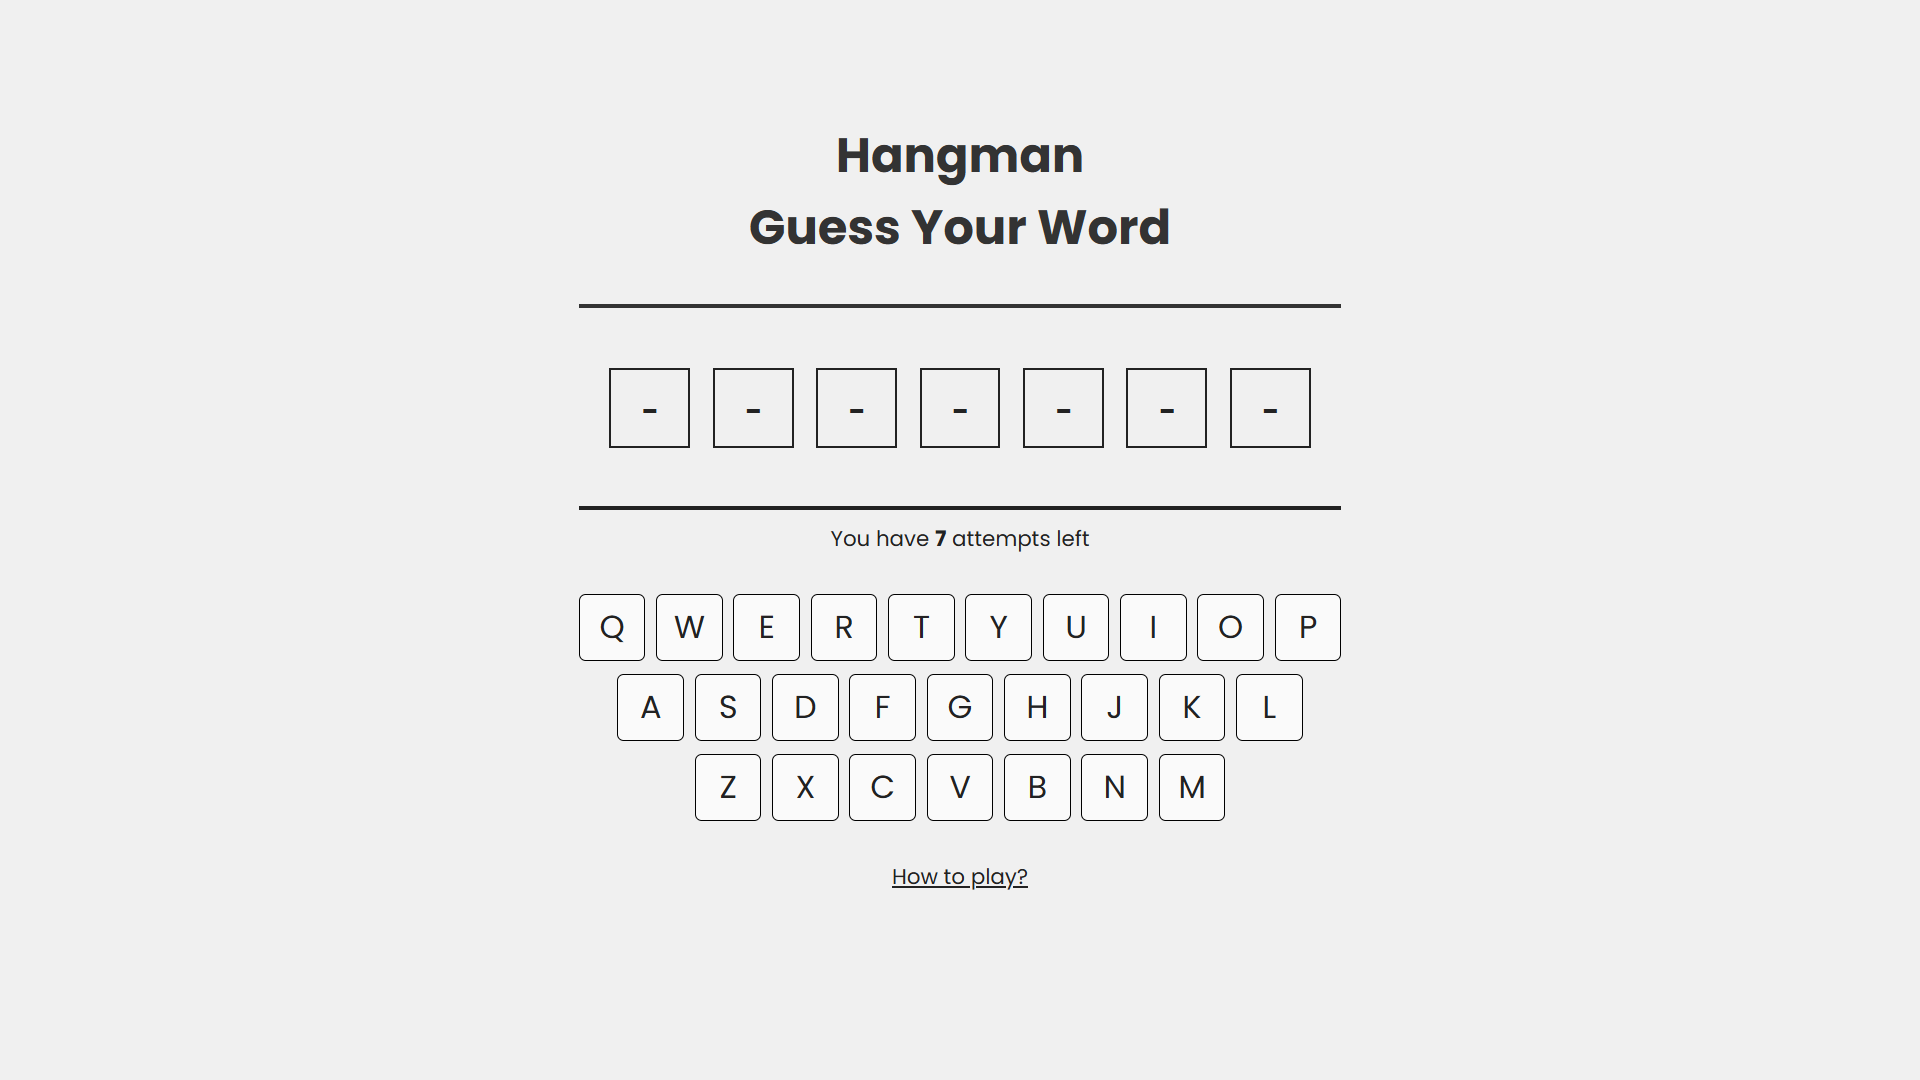 Hangman
Guess Your Word
- - - - - - -
You have 7 attempts left
Q W E R T Y U I O P
A S D F G H J K L
Z X C V B N M
How to play?